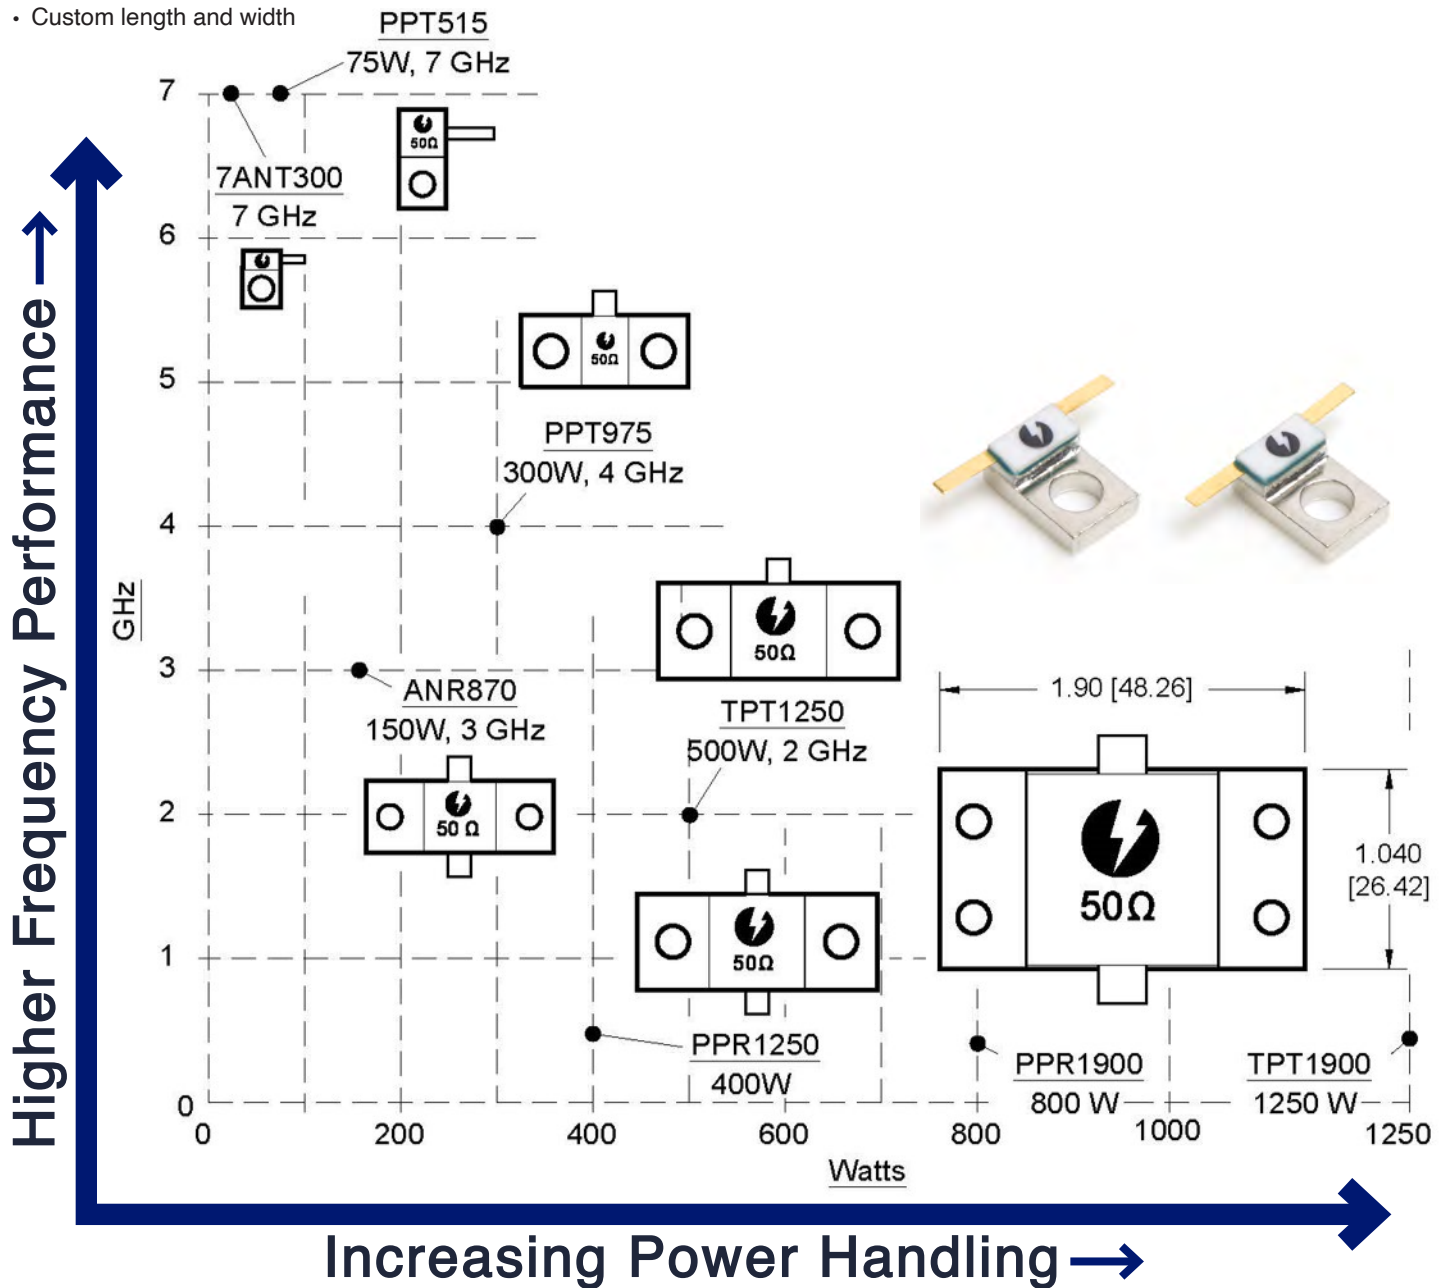 • Custom length and width
PPT515
75W, 7 GHz
7
7ANT300
7 GHz
50Ω
6
5
50Ω
PPT975
300W, 4 GHz
4
GHz
50Ω
3
ANR870
150W, 3 GHz
TPT1250
500W, 2 GHz
1.90 [48.26]
2
50 Ω
1.040
[26.42]
50Ω
1
50Ω
PPR1250
400W
PPR1900
800 W
TPT1900
1250 W
0
0
200
400
600
800
1000
1250
Watts
Higher Frequency Performance →
Increasing Power Handling →